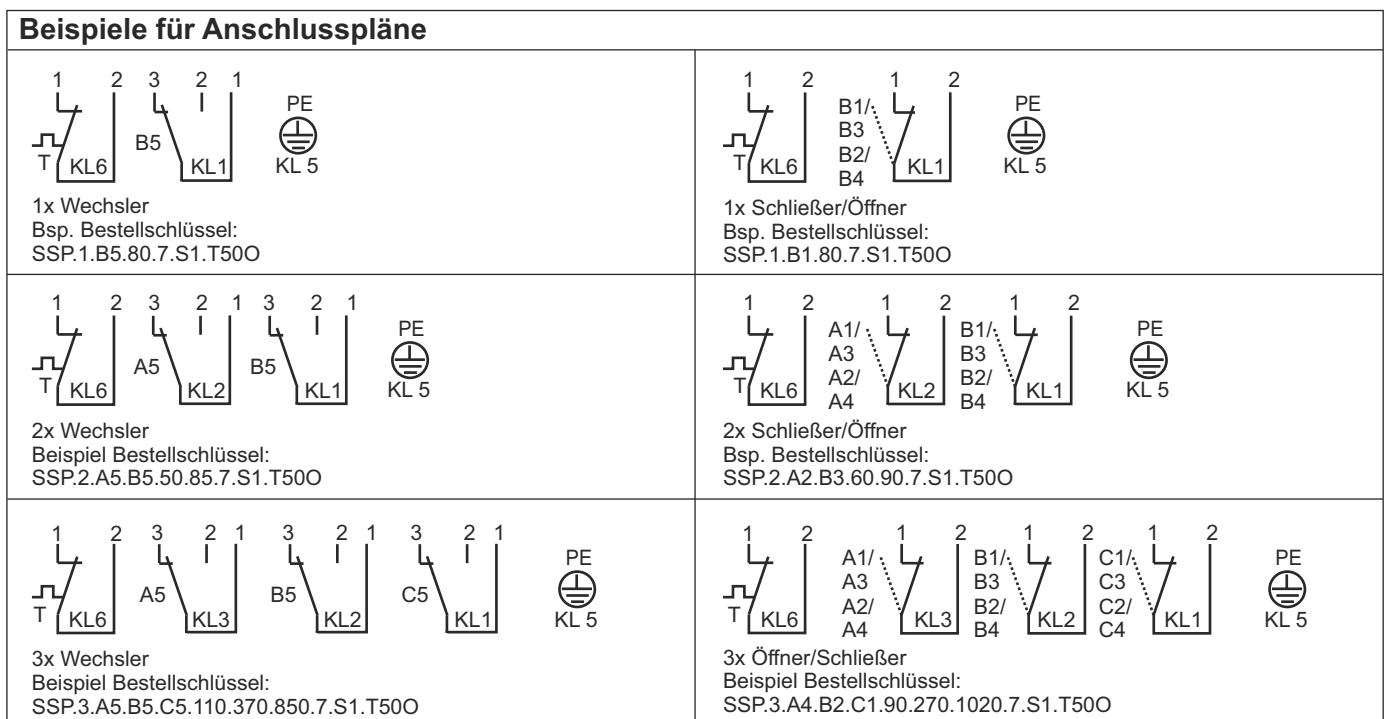 Beispiele für Anschlusspläne
1 2 3 2 1
PE
B5
T KL6 KL1 KL 5
1x Wechsler
Bsp. Bestellschlüssel:
SSP.1.B5.80.7.S1.T50O
1 2 1 2
B1/ PE
B3
B2/
T KL6 B4 KL1 KL 5
1x Schließer/Öffner
Bsp. Bestellschlüssel:
SSP.1.B1.80.7.S1.T50O
1 2 3 2 1 3 2 1
PE
A5 B5
T KL6 KL2 KL1 KL 5
2x Wechsler
Beispiel Bestellschlüssel:
SSP.2.A5.B5.50.85.7.S1.T50O
1 2 1 2 1 2
A1/ B1/ PE
A3 B3
A2/ B2/
T KL6 A4 KL2 B4 KL1 KL 5
2x Schließer/Öffner
Bsp. Bestellschlüssel:
SSP.2.A2.B3.60.90.7.S1.T50O
1 2 3 2 1 3 2 1 3 2 1
PE
A5 B5 C5
T KL6 KL3 KL2 KL1 KL 5
3x Wechsler
Beispiel Bestellschlüssel:
SSP.3.A5.B5.C5.110.370.850.7.S1.T50O
1 2 1 2 1 2 1 2
A1/ B1/ C1/ PE
A3 B3 C3
A2/ B2/ C2/
T KL6 A4 KL3 B4 KL2 C4 KL1 KL 5
3x Öffner/Schließer
Beispiel Bestellschlüssel:
SSP.3.A4.B2.C1.90.270.1020.7.S1.T50O